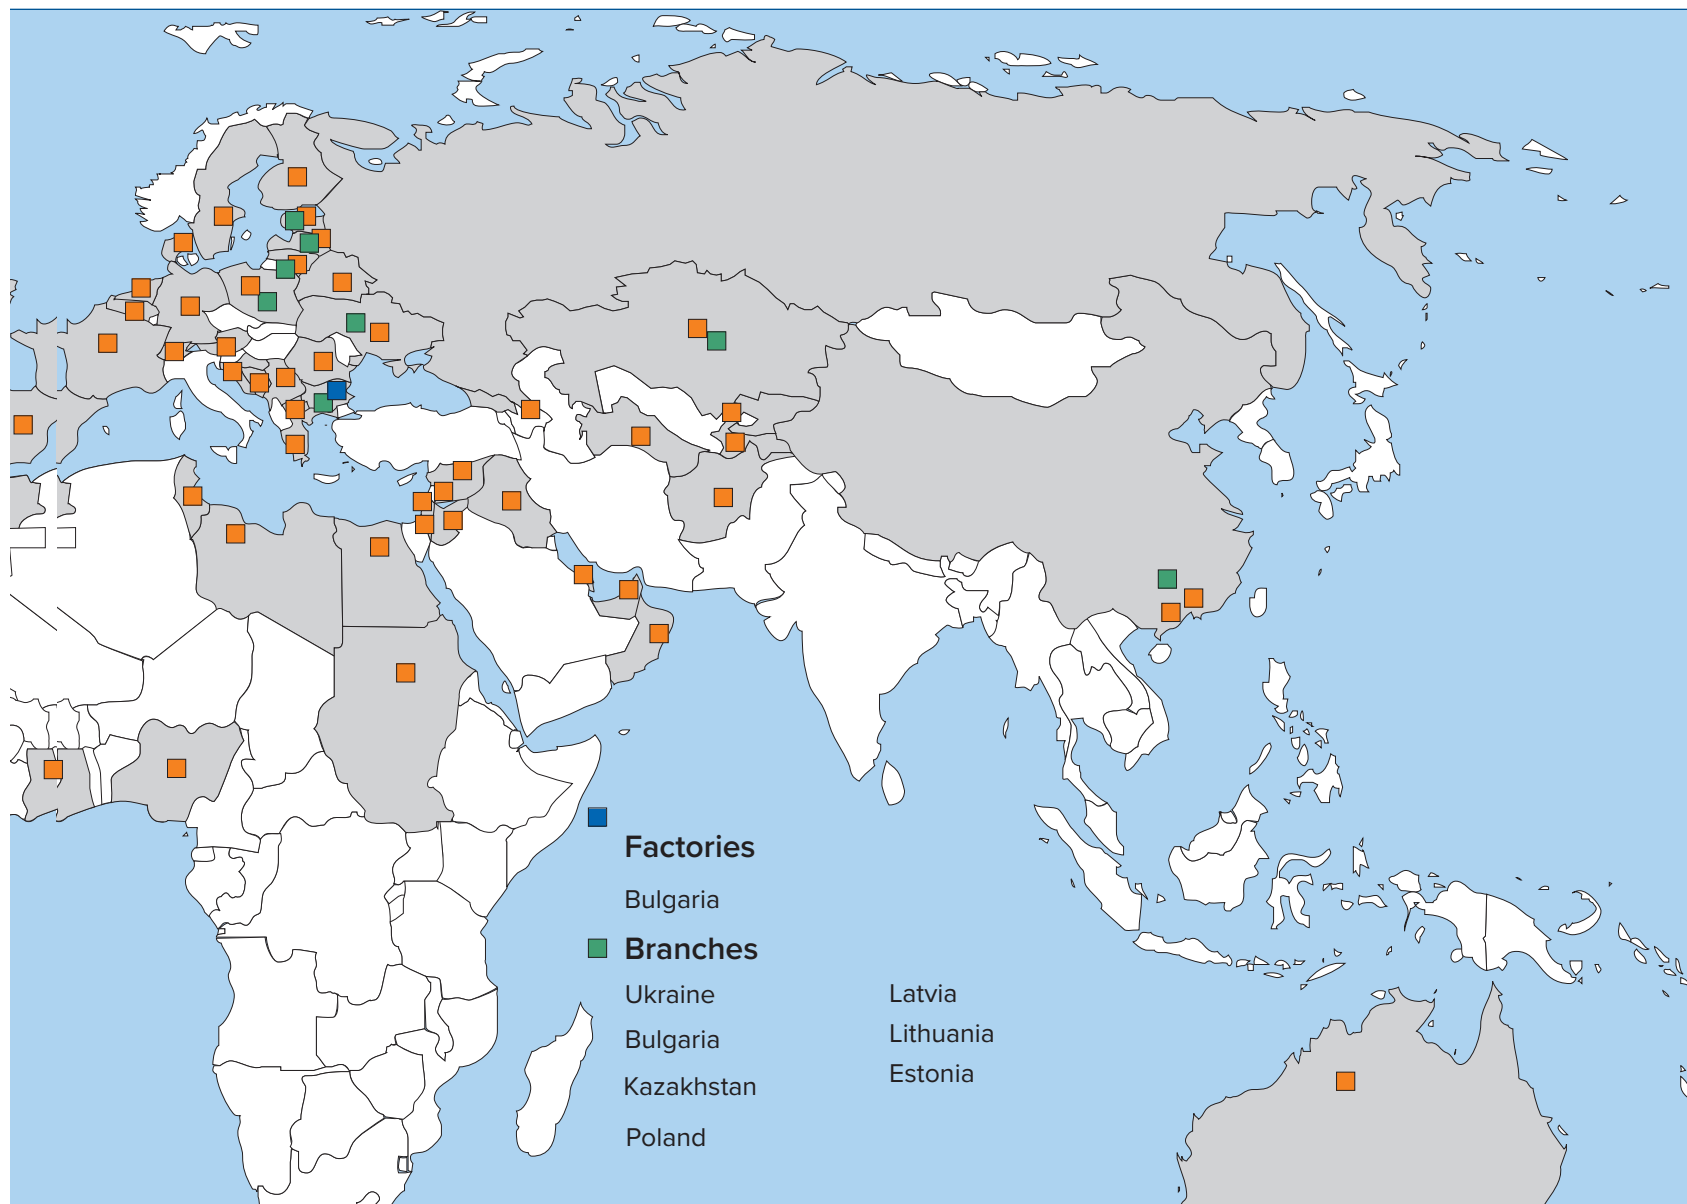 Factories
Bulgaria
Branches
Ukraine
Bulgaria
Kazakhstan
Poland
Latvia
Lithuania
Estonia